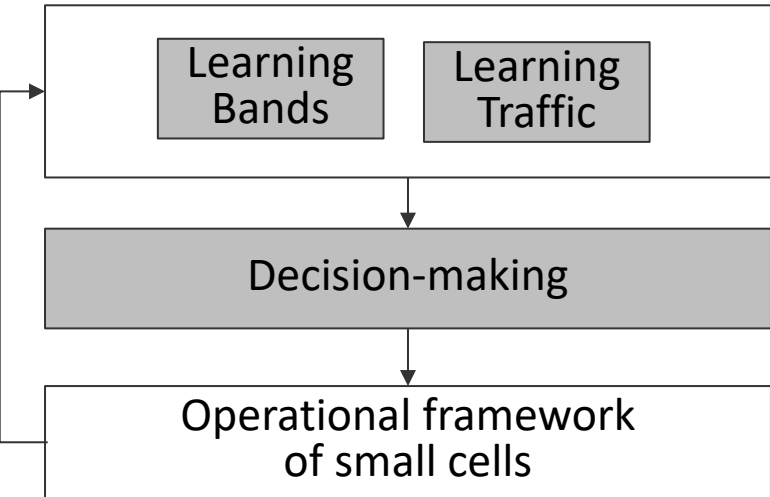 Learning
Bands
Learning
Traffic
Decision-making
Operational framework
of small cells